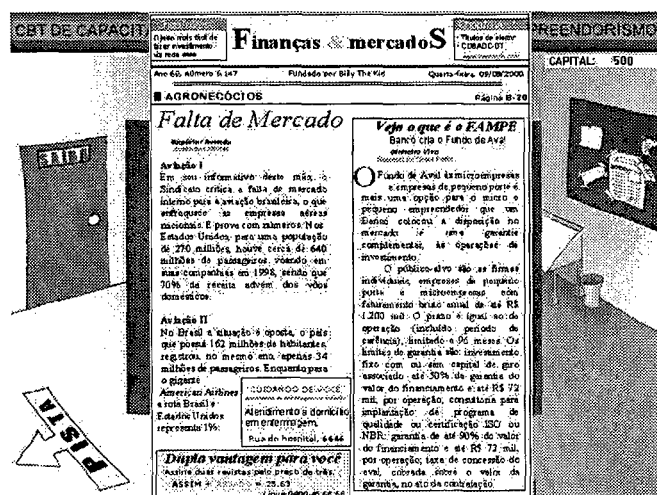 CBT DE CAPACIT
PREENDORISMO
CAPITAL: 500
Finanças & mercadoS
Ano 60, número 6.147
Fundado por Billy The Kid
Quarta-feira, 09/08/2000
AGRONEGÓCIOS
Página B-20
Falta de Mercado
Aviação I
Em seu informativo deste mês, o
Sindicato critica a falta de mercado
interno para a aviação brasileira, o que
enfraquece as empresas aéreas
nacionais. E prova com números. Nos
Estados Unidos, para uma população
de 270 milhões, houve cerca de 640
milhões de passageiros voando em
suas companhias em 1998, sendo que
70% da receita advém dos vôos
domésticos.
Aviação II
No Brasil a situação é oposta, o país
que possui 162 milhões de habitantes,
registrou, no mesmo ano, apenas 34
milhões de passageiros. Enquanto para
o gigante
American Airlines
a rota Brasil e
Estados Unidos
representa 1%.
CUIDANDO DE VOCÊ
Atendimento a domicílio
em enfermagem.
Rua do hospital, 6646
Dupla vantagem para você
Assine duas revistas pelo preço de três.
Veja o que é o FAMPE
Banco cria o Fundo de Aval
O Fundo de Aval às microempresas
e empresas de pequeno porte é
mais uma opção para o micro e
pequeno empreendedor que um
Banco colocou a disposição no
mercado e serve garantia
complementar, às operações de
investimento.
O público-alvo são as firmas
individuais, empresas de pequeno
porte e microempresas com
faturamento bruto anual de até R$
1.200 mil. O prazo é igual ao da
operação (incluído período de
carência), limitado a 96 meses. Os
limites de garantia são: investimento
fixo com ou sem capital de giro
associado até 50% da garantia do
valor do financiamento e até R$ 72
mil, por operação; consultoria para
implantação de programa de
qualidade ou certificação ISO ou
NBR: garantia de até 90% do valor
do financiamento e até R$ 72 mil,
por operação; taxa de concessão do
aval, cobrada sobre o valor da
garantia, no ato da contratação.
PISTA